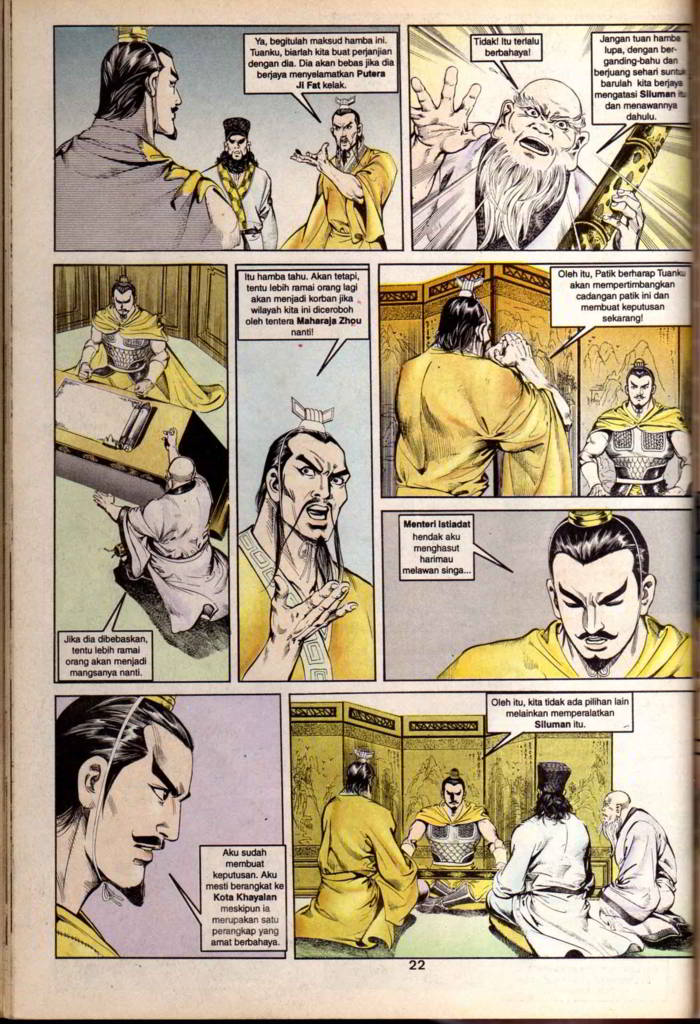 Ya, begitulah maksud hamba ini.
Tuanku, biarlah kita buat perjanjian
dengan dia. Dia akan bebas jika dia
berjaya menyelamatkan Putera
Ji Fat kelak.
Tidak! Itu terlalu
berbahaya!
Jangan tuan hamba
lupa, dengan ber-
ganding-bahu dan
berjuang sehari suntuk
barulah kita berjaya
mengatasi Siluman itu
dan menawannya
dahulu.
Jika dia dibebaskan,
tentu lebih ramai
orang akan menjadi
mangsanya nanti.
Itu hamba tahu. Akan tetapi,
tentu lebih ramai orang lagi
akan menjadi korban jika
wilayah kita ini diceroboh
oleh tentera Maharaja Zhou
nanti!
Oleh itu, Patik berharap Tuanku
akan mempertimbangkan
cadangan patik ini dan
membuat keputusan
sekarang!
Menteri Istiadat
hendak aku
menghasut
harimau
melawan singa...
Aku sudah
membuat
keputusan. Aku
mesti berangkat ke
Kota Khayalan
meskipun ia
merupakan satu
perangkap yang
amat berbahaya.
Oleh itu, kita tidak ada pilihan lain
melainkan memperalatkan
Siluman itu.
22